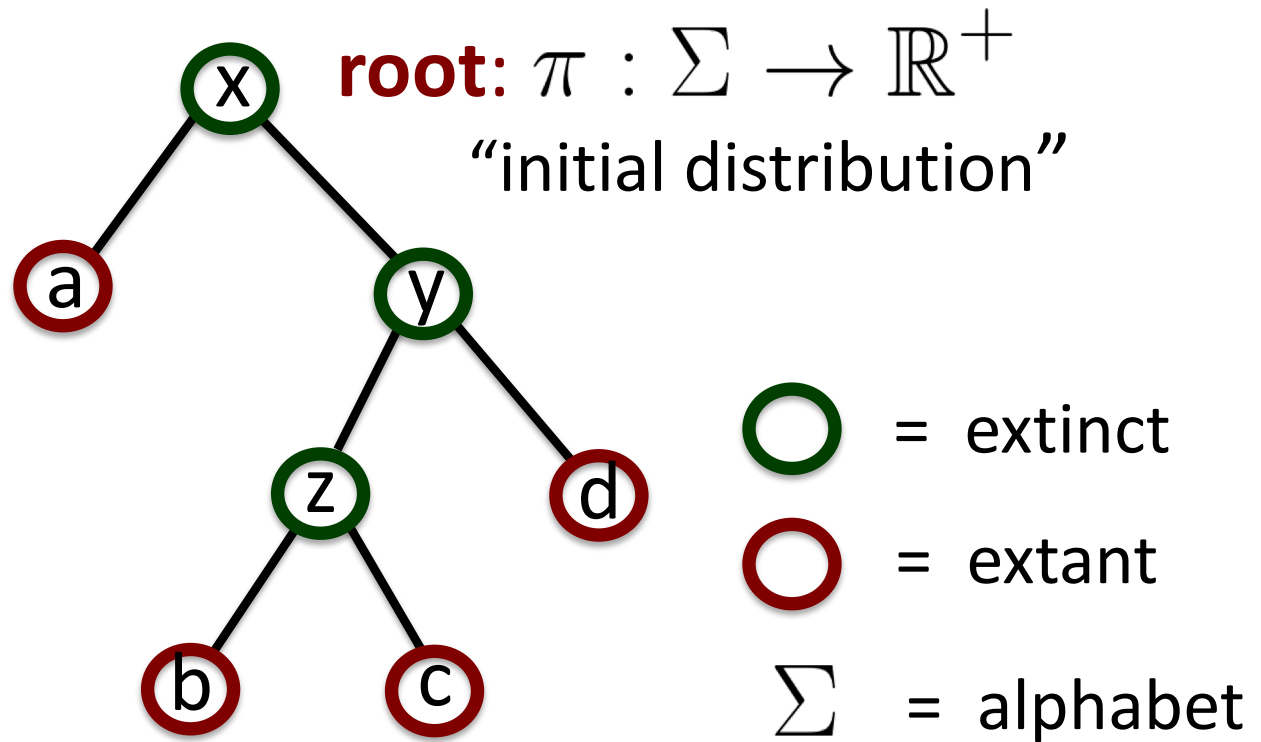 x
root: π : Σ → ℝ⁺
“initial distribution”
a
y
= extinct
z
d
= extant
b
c
Σ = alphabet